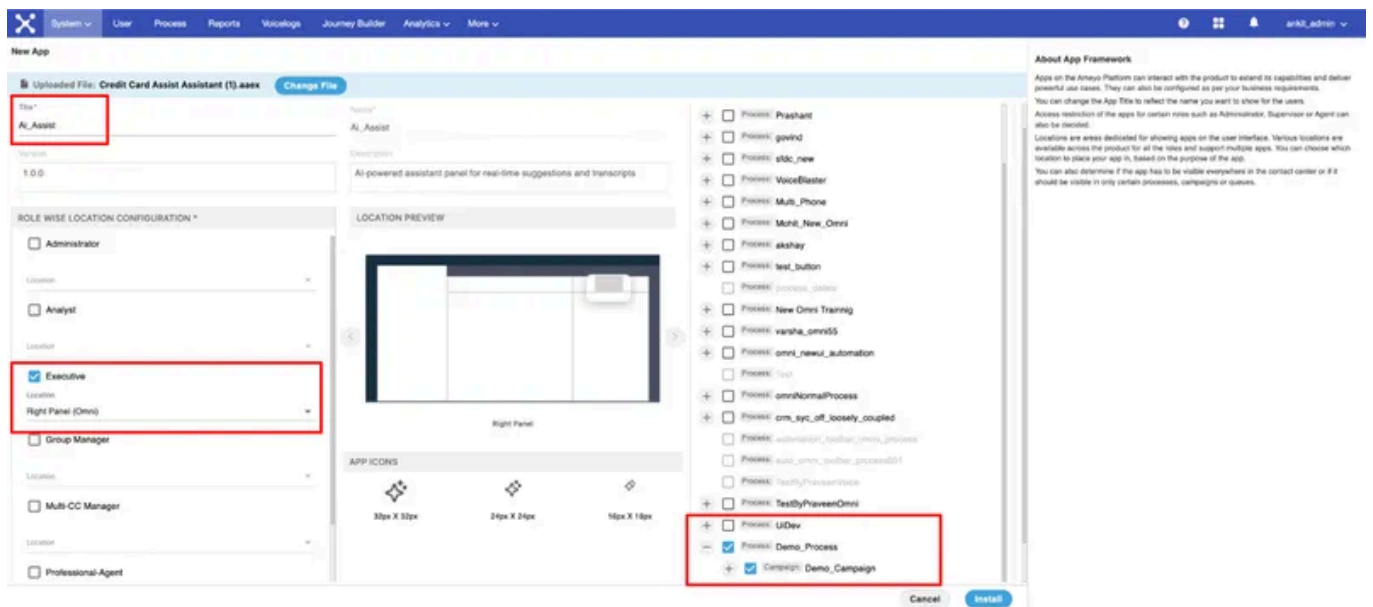 System User Process Reports Voicelogs Journey Builder Analytics More ankit_admin
New App
Uploaded File: Credit Card Assist Assistant (1).aaex Change File
Title*
Ai_Assist
Name*
Ai_Assist
Version
1.0.0
Description
AI-powered assistant panel for real-time suggestions and transcripts
ROLE WISE LOCATION CONFIGURATION *
Administrator
Location
Analyst
Location
Executive
Location
Right Panel (Omni)
Group Manager
Location
Multi-CC Manager
Location
Professional-Agent
LOCATION PREVIEW
Right Panel
APP ICONS
32px X 32px 24px X 24px 16px X 16px
Process: Prashant
Process: govind
Process: sfdc_new
Process: VoiceBlaster
Process: Multi_Phone
Process: Mohit_New_Omni
Process: akshay
Process: test_button
Process:
Process: New Omni Trainnig
Process: varsha_omni55
Process: omni_newui_automation
Process: Test
Process: omniNormalProcess
Process: crm_syc_off_loosely_coupled
Process: automation_toolbar_omni_process
Process: auto_omni_toolbar_process001
Process: TestByPraveenVoice
Process: TestByPraveenOmni
Process: UiDev
Process: Demo_Process
Campaign: Demo_Campaign
Cancel Install
About App Framework
Apps on the Ameyo Platform can interact with the product to extend its capabilities and deliver
powerful use cases. They can also be configured as per your business requirements.
You can change the App Title to reflect the name you want to show for the users.
Access restriction of the apps for certain roles such as Administrator, Supervisor or Agent can
also be decided.
Locations are areas dedicated for showing apps on the user interface. Various locations are
available across the product for all the roles and support multiple apps. You can choose which
location to place your app in, based on the purpose of the app.
You can also determine if the app has to be visible everywhere in the contact center or if it
should be visible in only certain processes, campaigns or queues.